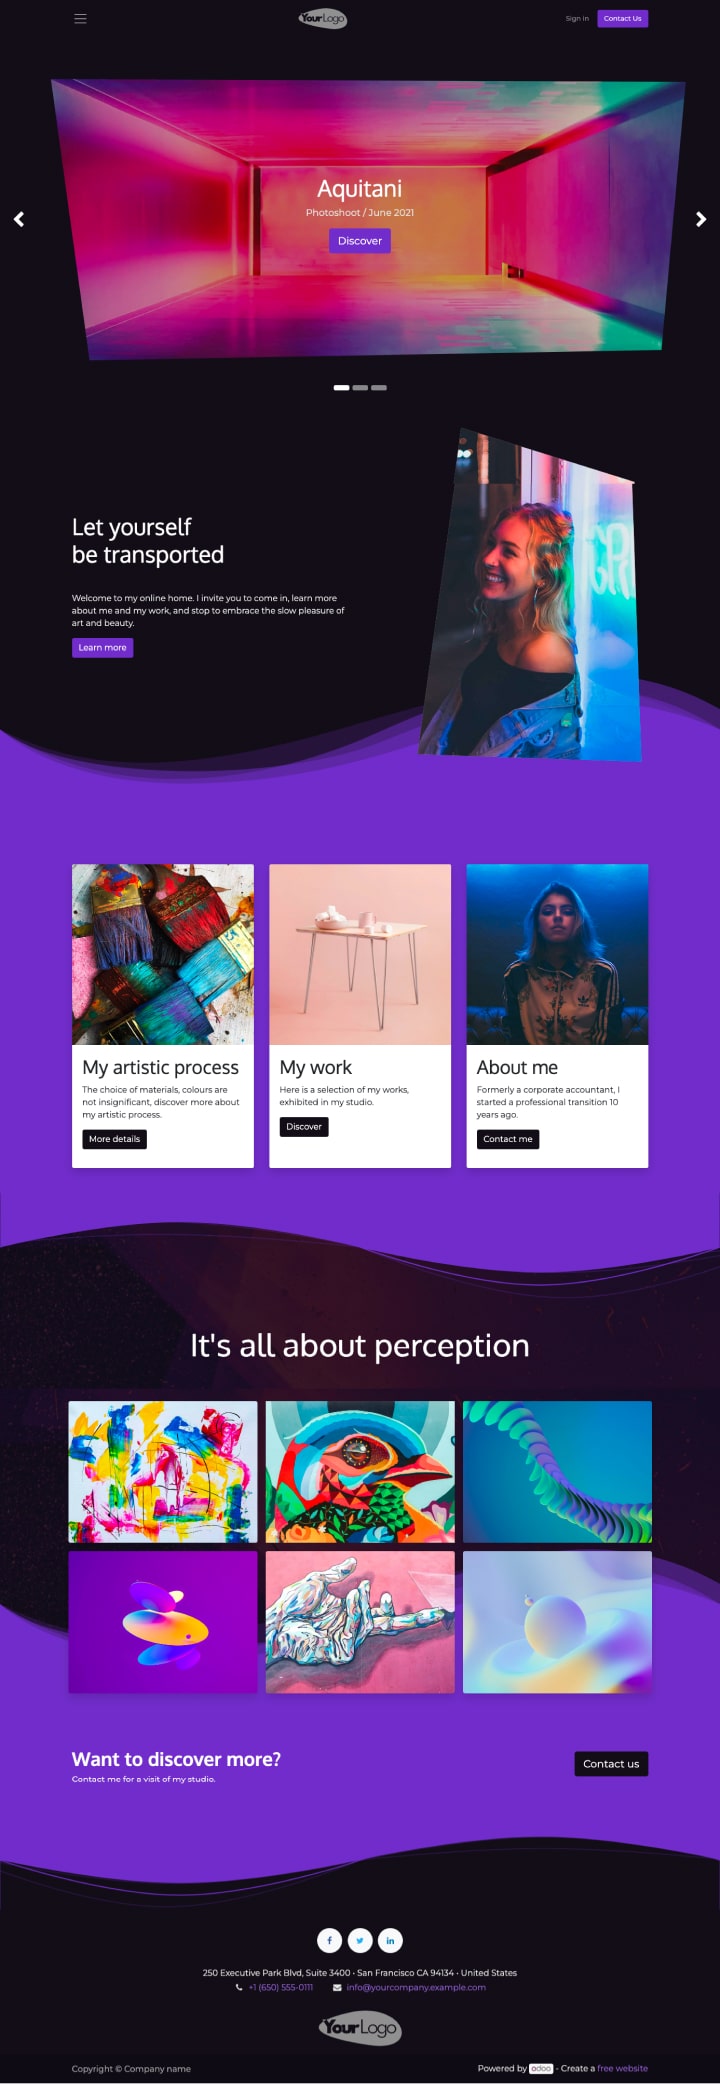 YourLogo
Sign in
Contact Us
Aquitani
Photoshoot / June 2021
Discover
Let yourself
be transported
Welcome to my online home. I invite you to come in, learn more
about me and my work, and stop to embrace the slow pleasure of
art and beauty.
Learn more
My artistic process
The choice of materials, colours are
not insignificant, discover more about
my artistic process.
More details
My work
Here is a selection of my works,
exhibited in my studio.
Discover
About me
Formerly a corporate accountant, I
started a professional transition 10
years ago.
Contact me
It's all about perception
Want to discover more?
Contact me for a visit of my studio.
Contact us
250 Executive Park Blvd, Suite 3400 • San Francisco CA 94134 • United States
+1 (650) 555-0111 info@yourcompany.example.com
YourLogo
Copyright © Company name
Powered by odoo - Create a free website